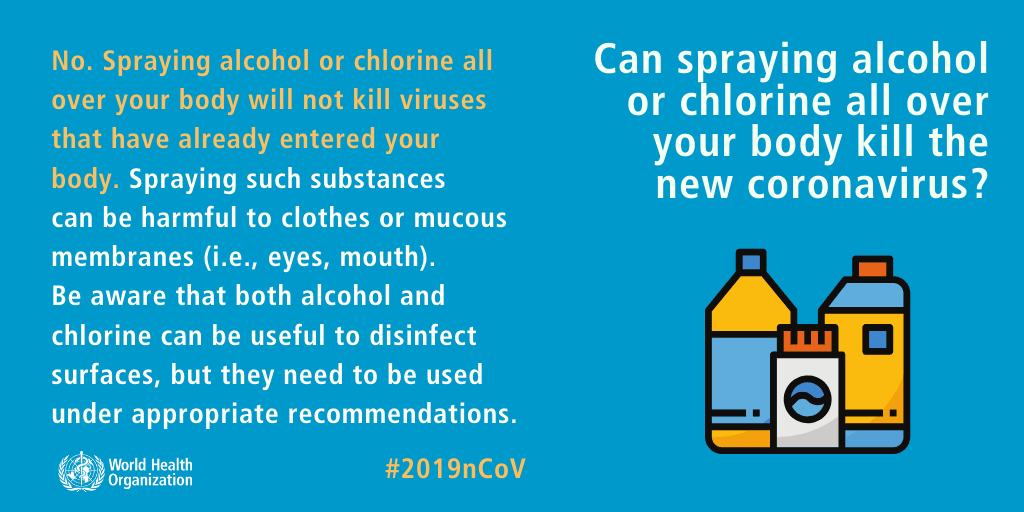 Can spraying alcohol
or chlorine all over
your body kill the
new coronavirus?
No. Spraying alcohol or chlorine all
over your body will not kill viruses
that have already entered your
body. Spraying such substances
can be harmful to clothes or mucous
membranes (i.e., eyes, mouth).
Be aware that both alcohol and
chlorine can be useful to disinfect
surfaces, but they need to be used
under appropriate recommendations.
World Health
Organization
#2019nCoV